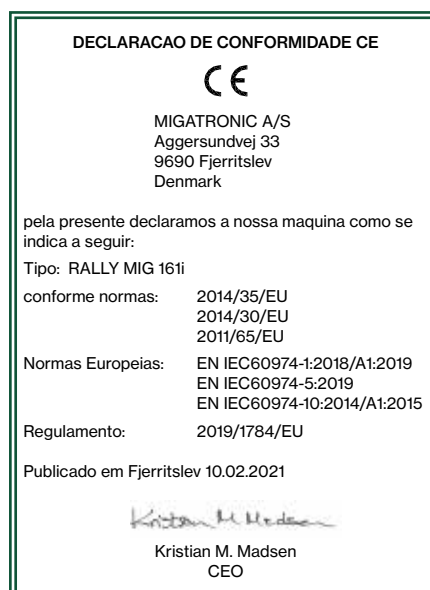 DECLARACAO DE CONFORMIDADE CE
CE
MIGATRONIC A/S
Aggersundvej 33
9690 Fjerritslev
Denmark
pela presente declaramos a nossa maquina como se
indica a seguir:
Tipo: RALLY MIG 161i
conforme normas: 2014/35/EU
2014/30/EU
2011/65/EU
Normas Europeias: EN IEC60974-1:2018/A1:2019
EN IEC60974-5:2019
EN IEC60974-10:2014/A1:2015
Regulamento: 2019/1784/EU
Publicado em Fjerritslev 10.02.2021
Kristian M Madsen
Kristian M. Madsen
CEO